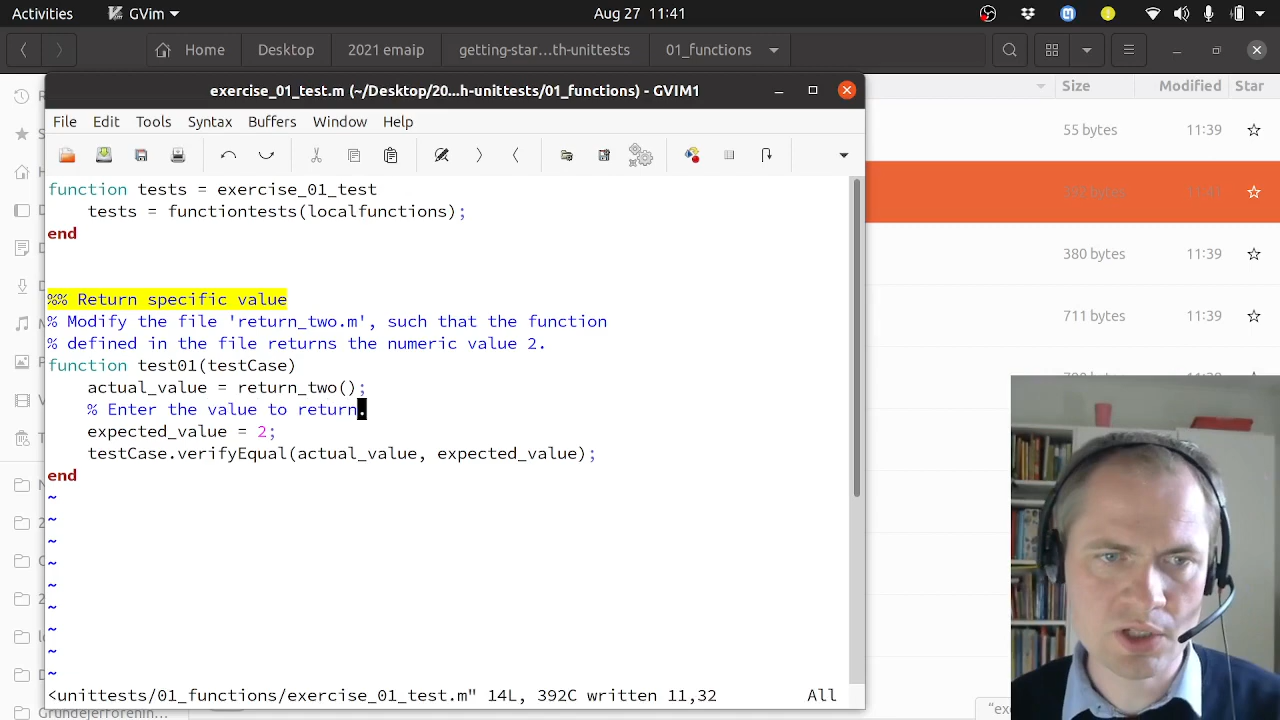 Activities GVim Aug 27 11:41
Home Desktop 2021 emaip getting-star…th-unittests 01_functions
exercise_01_test.m (~/Desktop/20…h-unittests/01_functions) - GVIM1
Size Modified Star
File Edit Tools Syntax Buffers Window Help
55 bytes 11:39
function tests = exercise_01_test
392 bytes
tests = functiontests(localfunctions);
end
380 bytes 11:39
%% Return specific value
% Modify the file 'return_two.m', such that the function
711 bytes 11:39
% defined in the file returns the numeric value 2.
function test01(testCase)
actual_value = return_two();
% Enter the value to return.
expected_value = 2;
testCase.verifyEqual(actual_value, expected_value);
end
~
~
~
~
~
~
~
~
~
<unittests/01_functions/exercise_01_test.m" 14L, 392C written 11,32 All
Grundejerforenin…